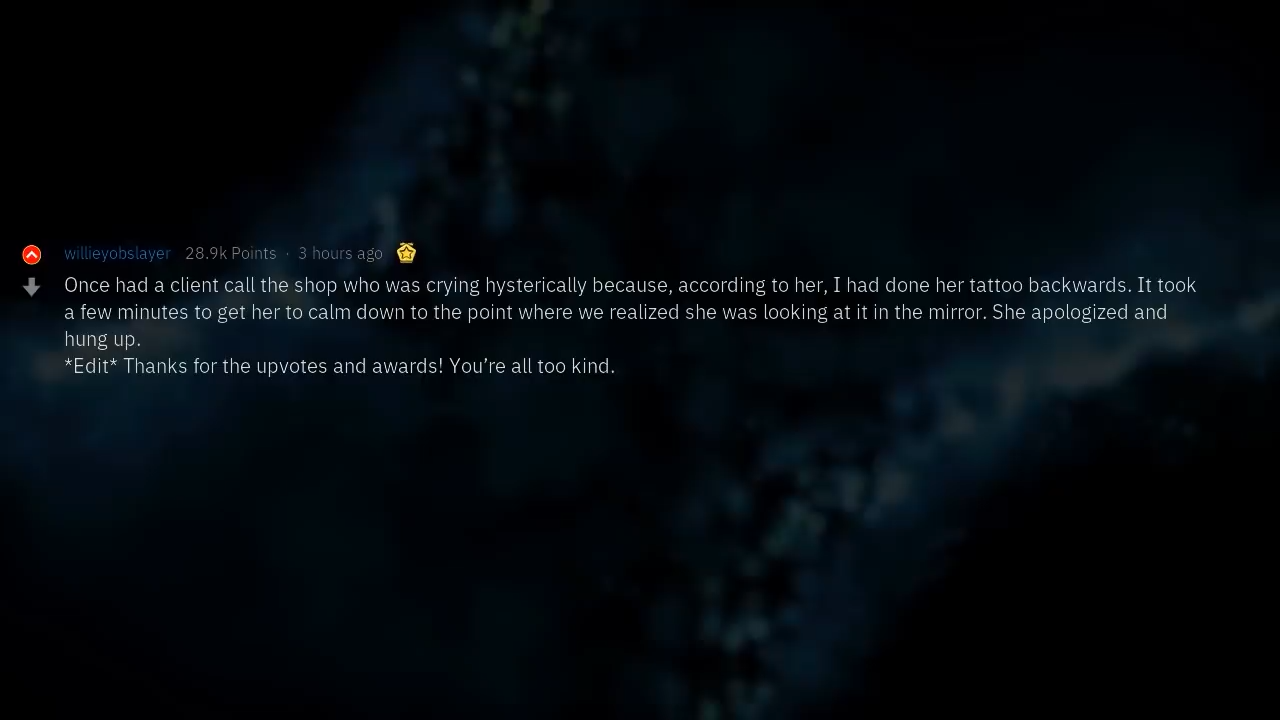 willieyobslayer 28.9k Points · 3 hours ago
Once had a client call the shop who was crying hysterically because, according to her, I had done her tattoo backwards. It took
a few minutes to get her to calm down to the point where we realized she was looking at it in the mirror. She apologized and
hung up.
*Edit* Thanks for the upvotes and awards! You’re all too kind.